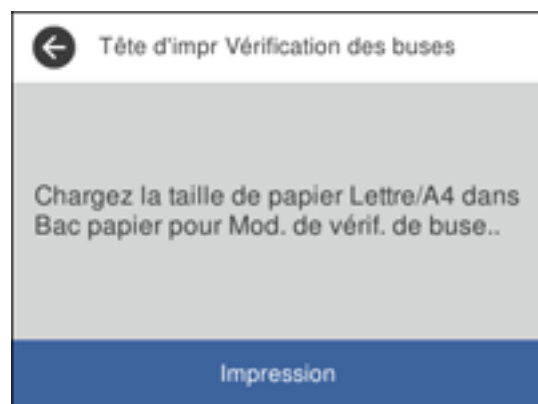 Tête d'impr Vérification des buses
Chargez la taille de papier Lettre/A4 dans
Bac papier pour Mod. de vérif. de buse..
Impression